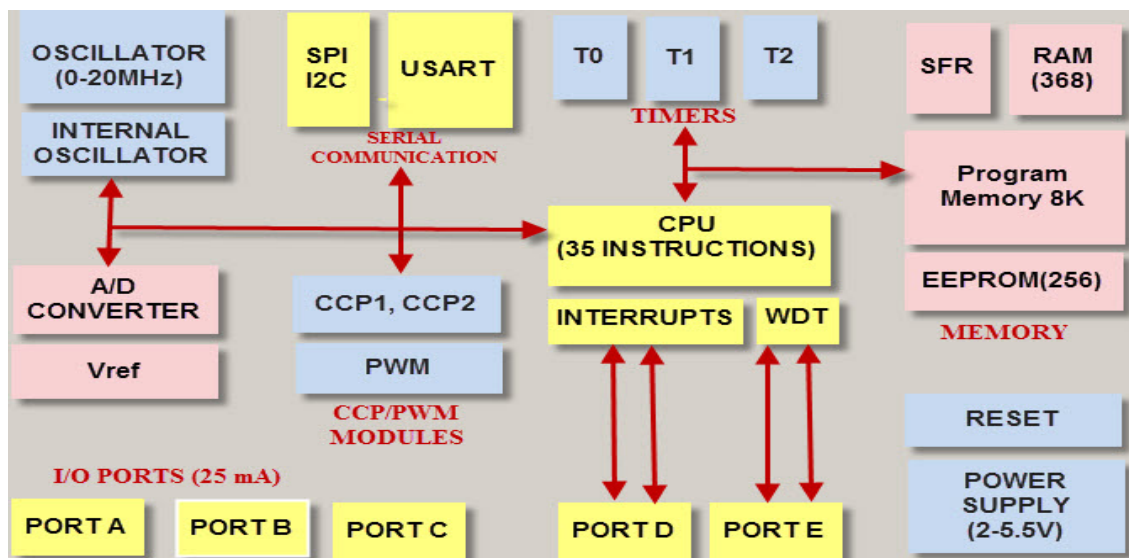 OSCILLATOR
(0-20MHz)
INTERNAL
OSCILLATOR
SPI
I2C
USART
SERIAL
COMMUNICATION
T0
T1
T2
TIMERS
SFR
RAM
(368)
Program
Memory 8K
EEPROM(256)
MEMORY
CPU
(35 INSTRUCTIONS)
INTERRUPTS
WDT
A/D
CONVERTER
Vref
CCP1, CCP2
PWM
CCP/PWM
MODULES
RESET
POWER
SUPPLY
(2-5.5V)
I/O PORTS (25 mA)
PORT A
PORT B
PORT C
PORT D
PORT E